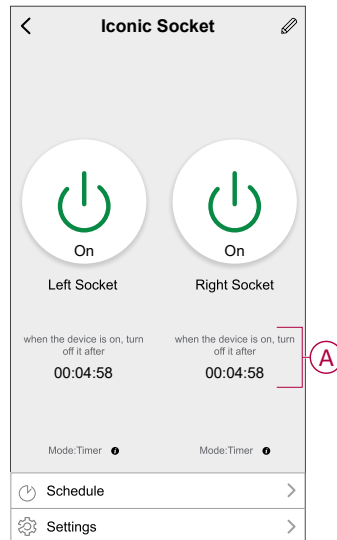 Iconic Socket
On
On
Left Socket
Right Socket
when the device is on, turn
off it after
00:04:58
when the device is on, turn
off it after
00:04:58
A
Mode:Timer
Mode:Timer
Schedule
Settings